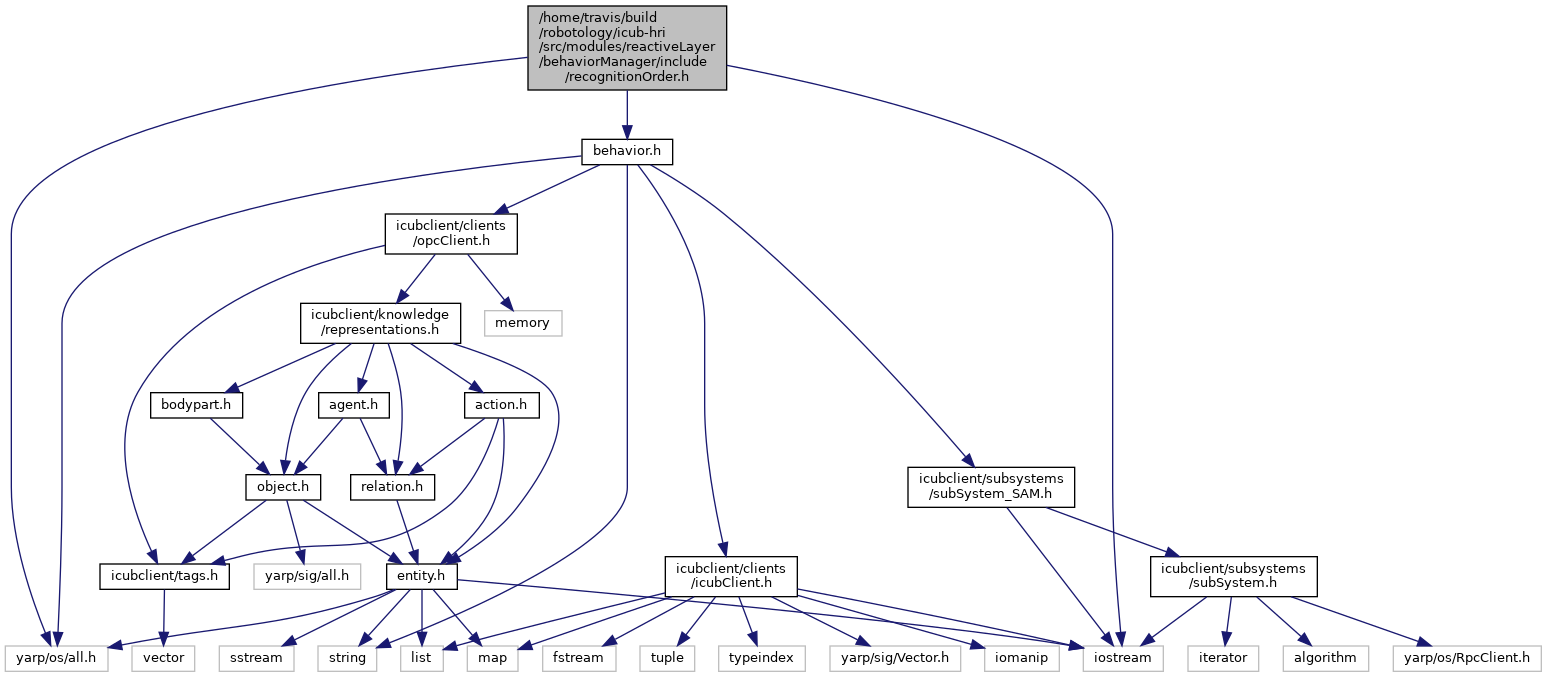 /home/travis/build
/robotology/icub-hri
/src/modules/reactiveLayer
/behaviorManager/include
/recognitionOrder.h
behavior.h
icubclient/clients
/opcClient.h
icubclient/knowledge
/representations.h
memory
bodypart.h
agent.h
action.h
object.h
relation.h
icubclient/subsystems
/subSystem_SAM.h
icubclient/tags.h
yarp/sig/all.h
entity.h
icubclient/clients
/icubClient.h
icubclient/subsystems
/subSystem.h
yarp/os/all.h
vector
sstream
string
list
map
fstream
tuple
typeindex
yarp/sig/Vector.h
iomanip
iostream
iterator
algorithm
yarp/os/RpcClient.h